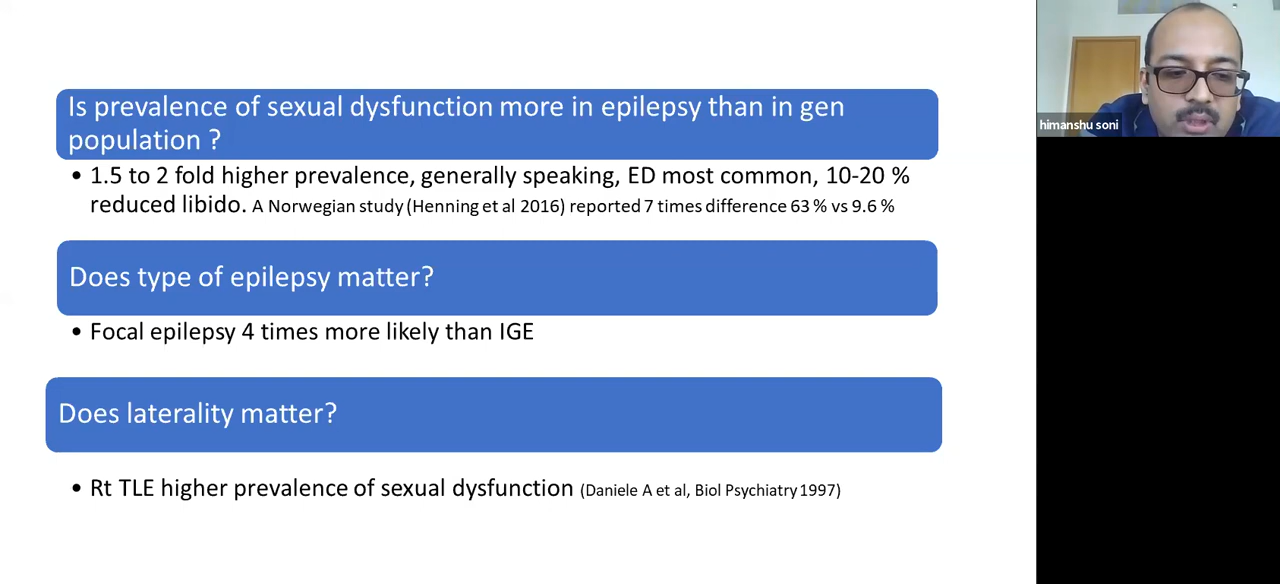 Is prevalence of sexual dysfunction more in epilepsy than in gen
population ?
• 1.5 to 2 fold higher prevalence, generally speaking, ED most common, 10-20 %
reduced libido. A Norwegian study (Henning et al 2016) reported 7 times difference 63 % vs 9.6 %
Does type of epilepsy matter?
• Focal epilepsy 4 times more likely than IGE
Does laterality matter?
• Rt TLE higher prevalence of sexual dysfunction (Daniele A et al, Biol Psychiatry 1997)
himanshu soni